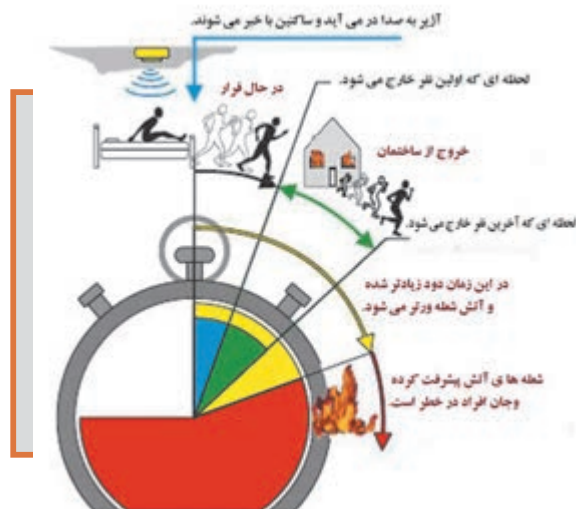 آژیر به صدا در می آید و ساکنین با خبر می شوند.
لحظه ای که اولین نفر خارج می شود.
در حال فرار
خروج از ساختمان
لحظه ای که آخرین نفر خارج می‌شود.
در این زمان دود زیادتر شده
و آتش شعله ورتر می شود.
شعله ها ی آتش پیشرفت کرده
وجان افراد در خطر است.